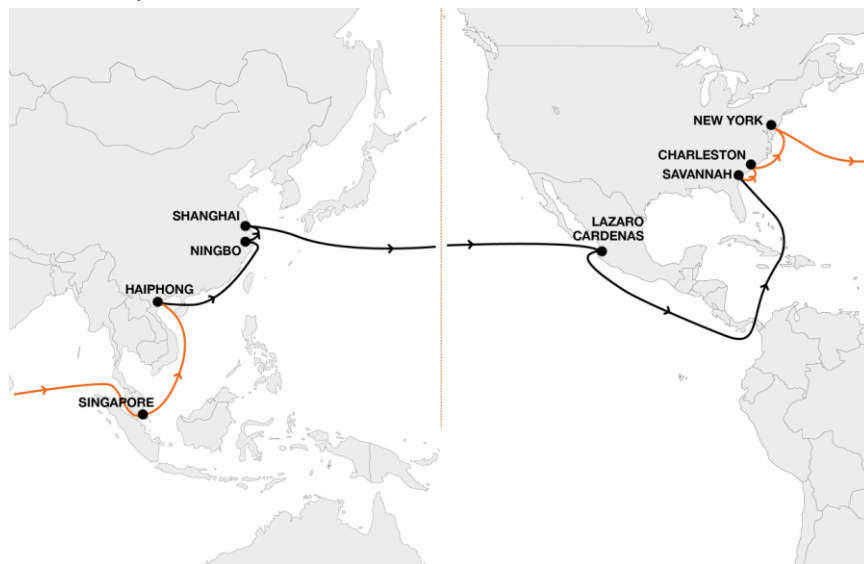 NEW YORK
CHARLESTON
SAVANNAH
SHANGHAI
LAZARO
CARDENAS
NINGBO
HAIPHONG
SINGAPORE